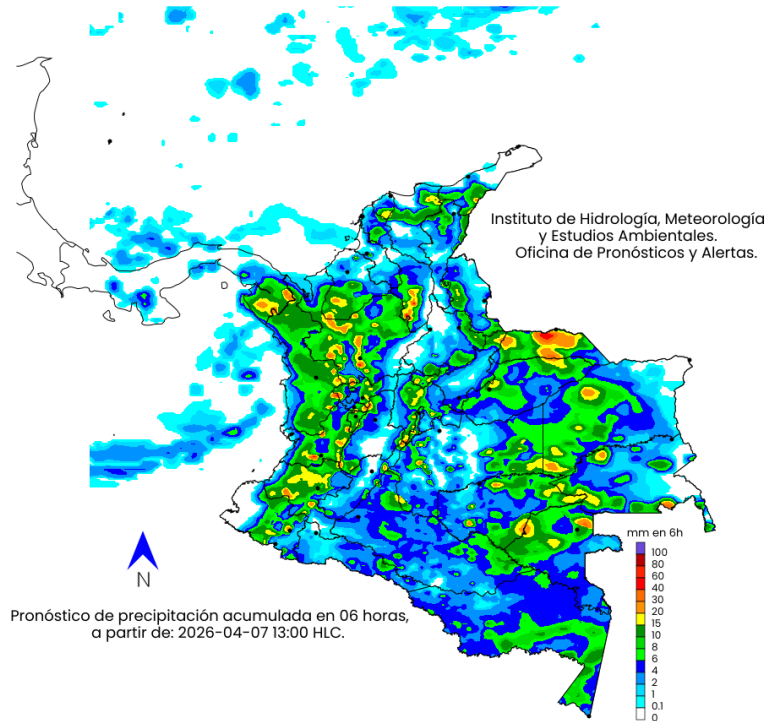 Instituto de Hidrología, Meteorología
y Estudios Ambientales.
Oficina de Pronósticos y Alertas.
N
Pronóstico de precipitación acumulada en 06 horas,
a partir de: 2026-04-07 13:00 HLC.
mm en 6h
100
80
60
40
30
20
15
10
8
6
4
2
1
0.1
0